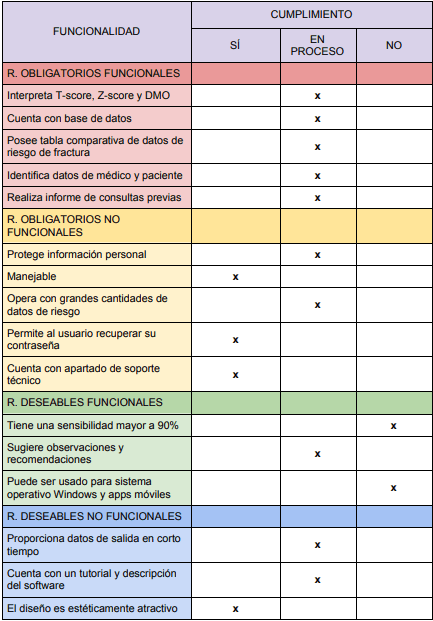 FUNCIONALIDAD
CUMPLIMIENTO
SÍ
EN
PROCESO
NO
R. OBLIGATORIOS FUNCIONALES
Interpreta T-score, Z-score y DMO
x
Cuenta con base de datos
x
Posee tabla comparativa de datos de
riesgo de fractura
x
Identifica datos de médico y paciente
x
Realiza informe de consultas previas
x
R. OBLIGATORIOS NO
FUNCIONALES
Protege información personal
x
Manejable
x
Opera con grandes cantidades de
datos de riesgo
x
Permite al usuario recuperar su
contraseña
x
Cuenta con apartado de soporte
técnico
x
R. DESEABLES FUNCIONALES
Tiene una sensibilidad mayor a 90%
x
Sugiere observaciones y
recomendaciones
x
Puede ser usado para sistema
operativo Windows y apps móviles
x
R. DESEABLES NO FUNCIONALES
Proporciona datos de salida en corto
tiempo
x
Cuenta con un tutorial y descripción
del software
x
El diseño es estéticamente atractivo
x